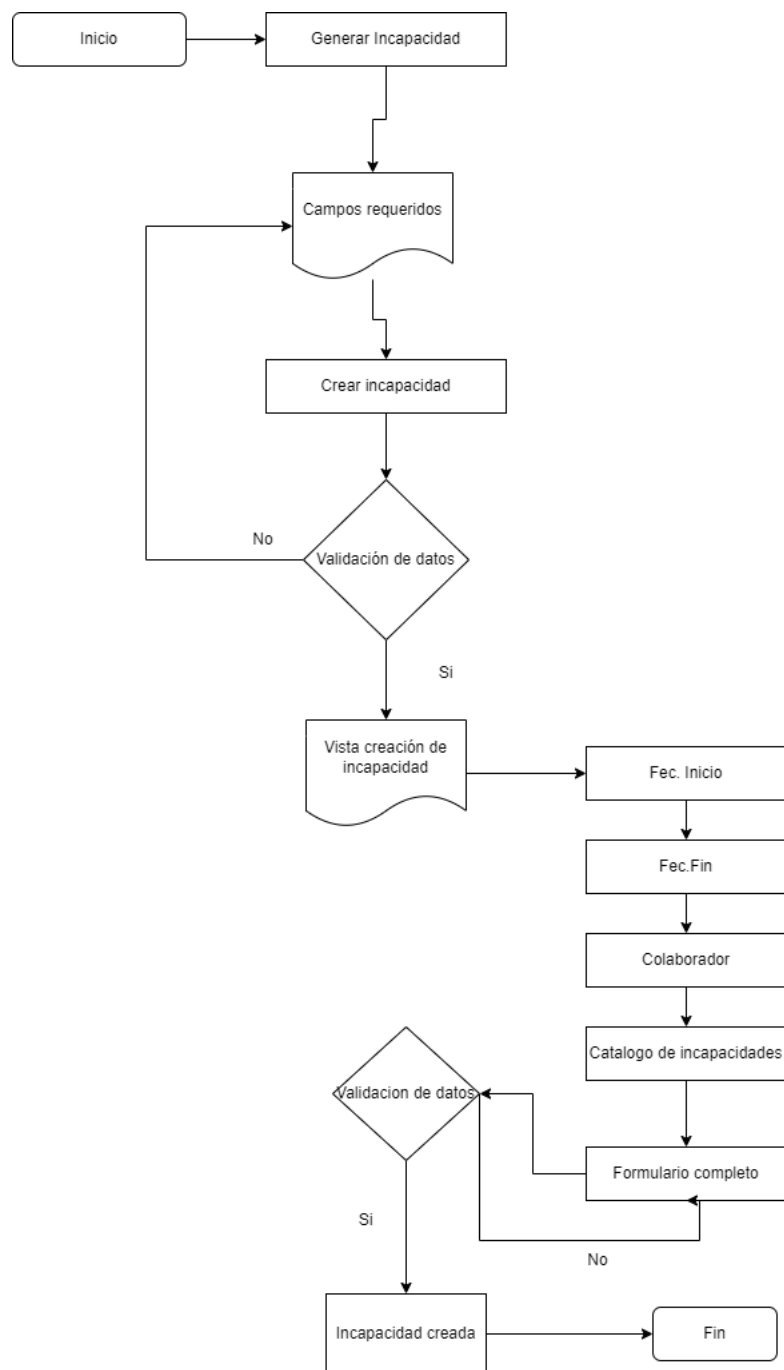 Inicio
Generar Incapacidad
Campos requeridos
Crear incapacidad
Validación de datos
No
Si
Vista creación de
incapacidad
Fec. Inicio
Fec.Fin
Colaborador
Catalogo de incapacidades
Formulario completo
Validacion de datos
No
Si
Incapacidad creada
Fin